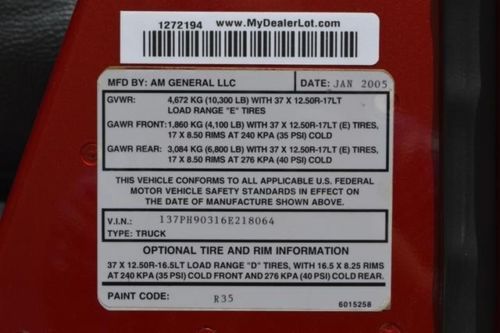 1272194 www.MyDealerLot.com
MFD BY: AM GENERAL LLC DATE: JAN 2005
GVWR: 4,672 KG (10,300 LB) WITH 37 X 12.50R-17LT
LOAD RANGE "E" TIRES
GAWR FRONT: 1,860 KG (4,100 LB) WITH 37 X 12.50R-17LT (E) TIRES,
17 X 8.50 RIMS AT 240 KPA (35 PSI) COLD
GAWR REAR: 3,084 KG (6,800 LB) WITH 37 X 12.50R-17LT (E) TIRES,
17 X 8.50 RIMS AT 276 KPA (40 PSI) COLD
THIS VEHICLE CONFORMS TO ALL APPLICABLE U.S. FEDERAL
MOTOR VEHICLE SAFETY STANDARDS IN EFFECT ON
THE DATE OF MANUFACTURE SHOWN ABOVE.
V.I.N.: 137PH90316E218064
TYPE: TRUCK
OPTIONAL TIRE AND RIM INFORMATION
37 X 12.50R-16.5LT LOAD RANGE "D" TIRES, WITH 16.5 X 8.25 RIMS
AT 240 KPA (35 PSI) COLD FRONT AND 276 KPA (40 PSI) COLD REAR.
PAINT CODE: R35
6015258